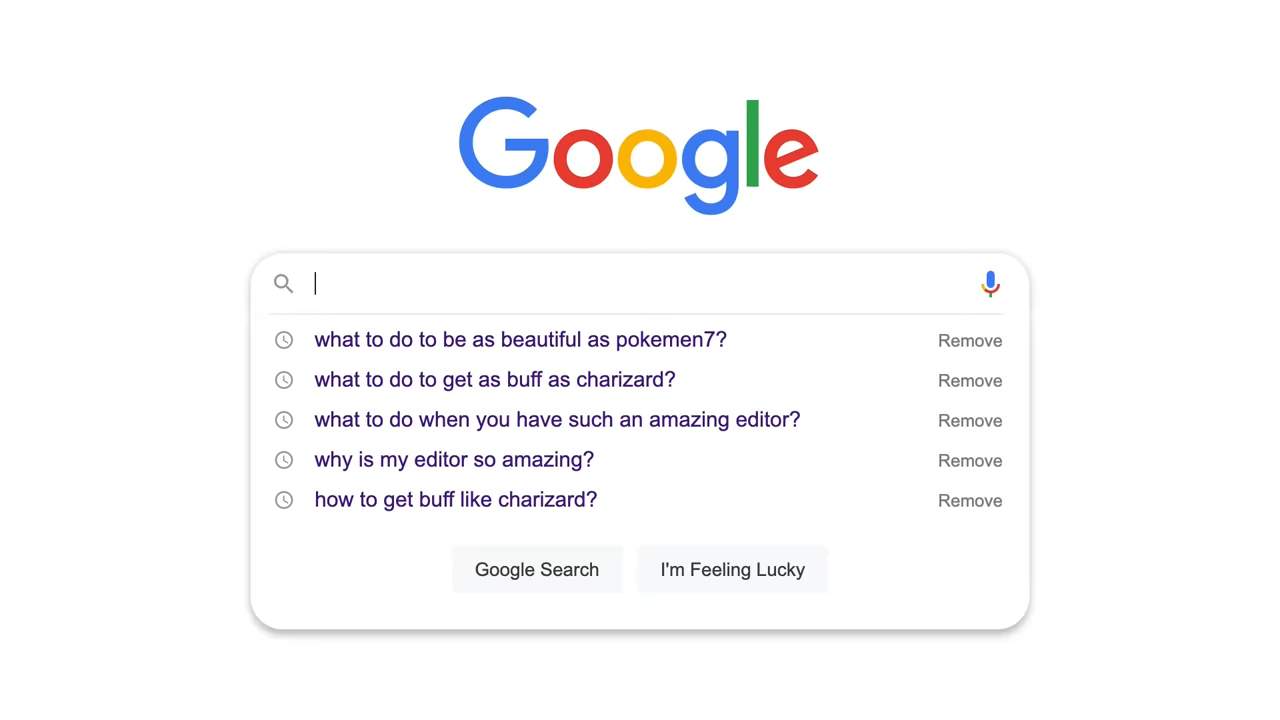 Google
what to do to be as beautiful as pokemen7?
Remove
what to do to get as buff as charizard?
Remove
what to do when you have such an amazing editor?
Remove
why is my editor so amazing?
Remove
how to get buff like charizard?
Remove
Google Search
I'm Feeling Lucky